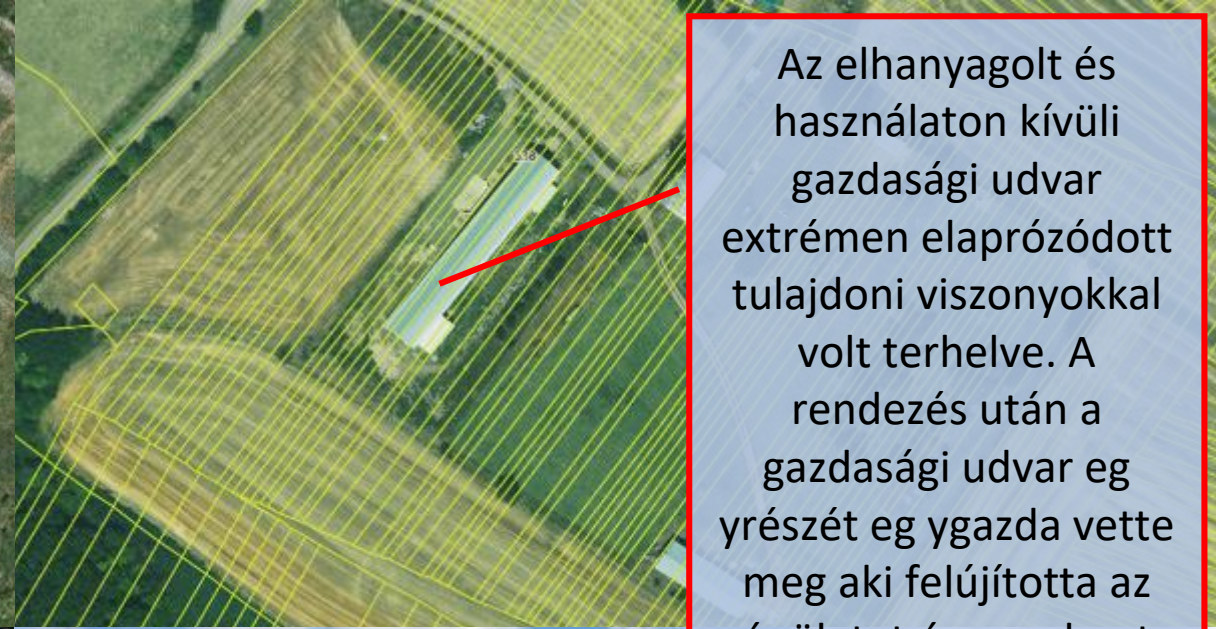 Az elhanyagolt és
használaton kívüli
gazdasági udvar
extrémen elaprózódott
tulajdoni viszonyokkal
volt terhelve. A
rendezés után a
gazdasági udvar eg
yrészét eg ygazda vette
meg aki felújította az